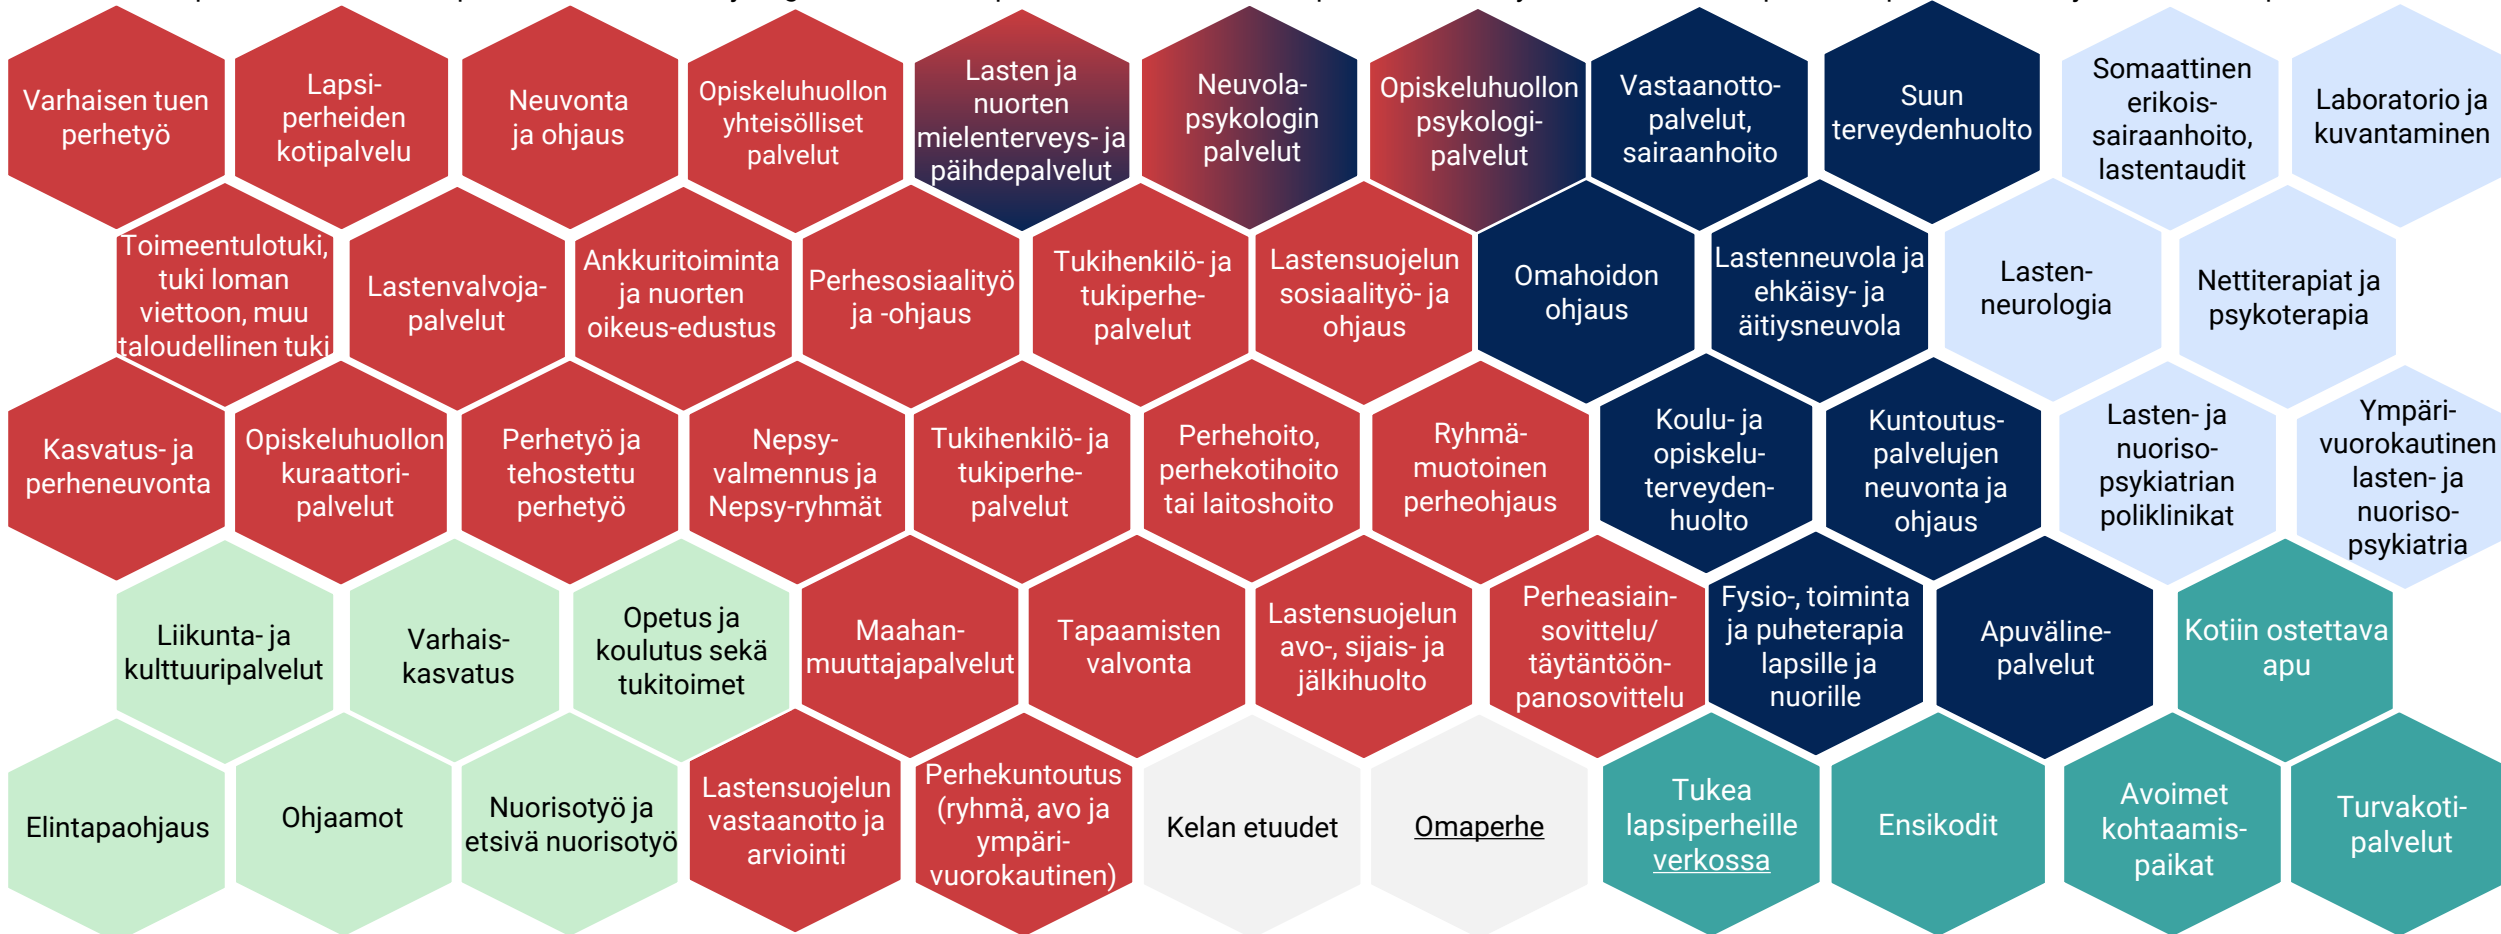 Varhaisen tuen
perhetyö
Lapsi-
perheiden
kotipalvelu
Neuvonta
ja ohjaus
Opiskeluhuollon
yhteisölliset
palvelut
Lasten ja
nuorten
mielenterveys- ja
päihdepalvelut
Neuvola-
psykologin
palvelut
Opiskeluhuollon
psykologi-
palvelut
Vastaanotto-
palvelut,
sairaanhoito
Suun
terveydenhuolto
Somaattinen
erikois-
sairaanhoito,
lastentaudit
Laboratorio ja
kuvantaminen
Toimeentulotuki,
tuki loman
viettoon, muu
taloudellinen tuki
Lastenvalvoja-
palvelut
Ankkuritoiminta
ja nuorten
oikeus-edustus
Perhesosiaalityö
ja -ohjaus
Tukihenkilö- ja
tukiperhe-
palvelut
Lastensuojelun
sosiaalityö- ja
ohjaus
Omahoidon
ohjaus
Lastenneuvola ja
ehkäisy- ja
äitiysneuvola
Lasten-
neurologia
Nettiterapiat ja
psykoterapia
Kasvatus- ja
perheneuvonta
Opiskeluhuollon
kuraattori-
palvelut
Perhetyö ja
tehostettu
perhetyö
Nepsy-
valmennus ja
Nepsy-ryhmät
Tukihenkilö- ja
tukiperhe-
palvelut
Perhehoito,
perhekotihoito
tai laitoshoito
Ryhmä-
muotoinen
perheohjaus
Koulu- ja
opiskelu-
terveyden-
huolto
Kuntoutus-
palvelujen
neuvonta ja
ohjaus
Lasten- ja
nuoriso-
psykiatrian
poliklinikat
Ympäri-
vuorokautinen
lasten- ja
nuoriso-
psykiatria
Liikunta- ja
kulttuuripalvelut
Varhais-
kasvatus
Opetus ja
koulutus sekä
tukitoimet
Maahan-
muuttajapalvelut
Tapaamisten
valvonta
Lastensuojelun
avo-, sijais- ja
jälkihuolto
Perheasiain-
sovittelu/
täytäntöön-
panosovittelu
Fysio-, toiminta
ja puheterapia
lapsille ja
nuorille
Apuväline-
palvelut
Kotiin ostettava
apu
Elintapaohjaus
Ohjaamot
Nuorisotyö ja
etsivä nuorisotyö
Lastensuojelun
vastaanotto ja
arviointi
Perhekuntoutus
(ryhmä, avo ja
ympäri-
vuorokautinen)
Kelan etuudet
Omaperhe
Tukea
lapsiperheille
verkossa
Ensikodit
Avoimet
kohtaamis-
paikat
Turvakoti-
palvelut